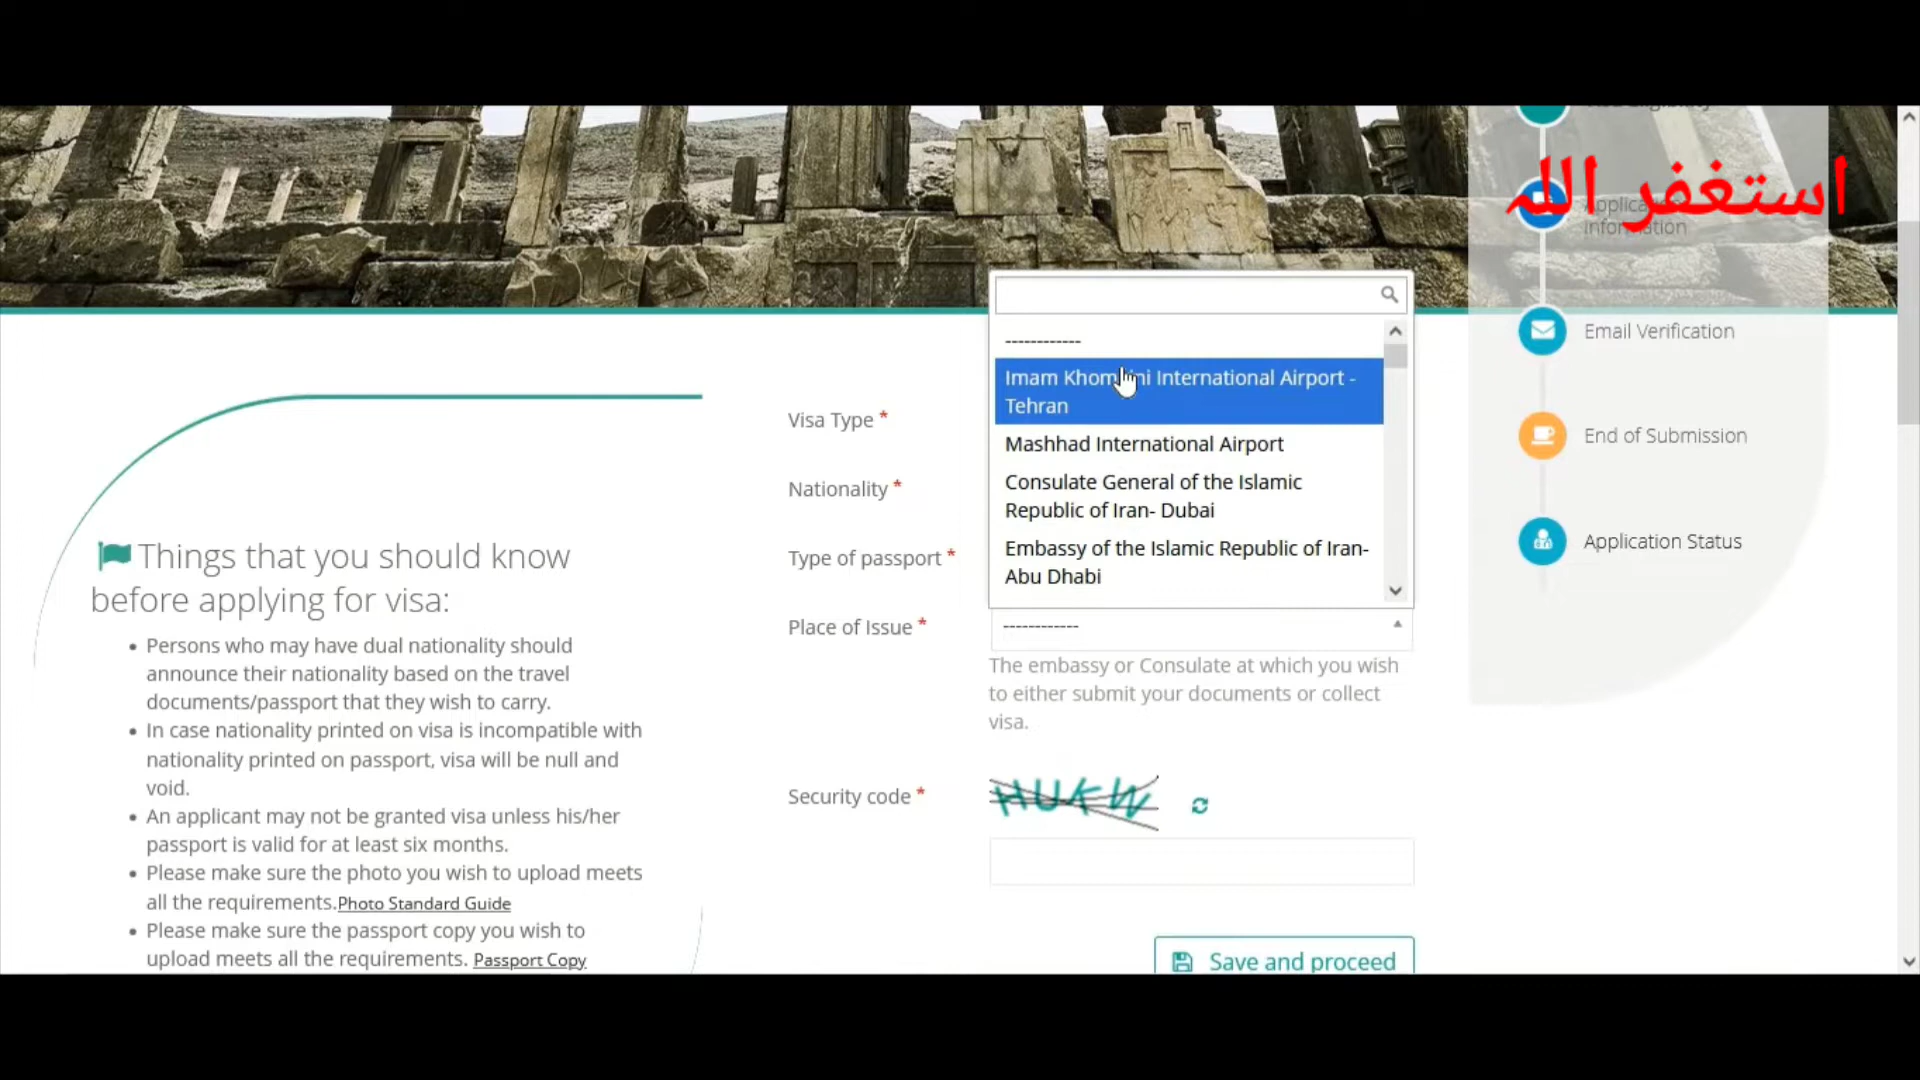 استغفر اللہ
Application
Information
Email Verification
End of Submission
Application Status
Things that you should know
before applying for visa:
Persons who may have dual nationality should
announce their nationality based on the travel
documents/passport that they wish to carry.
In case nationality printed on visa is incompatible with
nationality printed on passport, visa will be null and
void.
An applicant may not be granted visa unless his/her
passport is valid for at least six months.
Please make sure the photo you wish to upload meets
all the requirements.Photo Standard Guide
Please make sure the passport copy you wish to
upload meets all the requirements. Passport Copy
Visa Type *
Nationality *
Type of passport *
Place of Issue *
------------
Imam Khomeini International Airport -
Tehran
Mashhad International Airport
Consulate General of the Islamic
Republic of Iran- Dubai
Embassy of the Islamic Republic of Iran-
Abu Dhabi
------------
The embassy or Consulate at which you wish
to either submit your documents or collect
visa.
Security code *
HUKW
Save and proceed